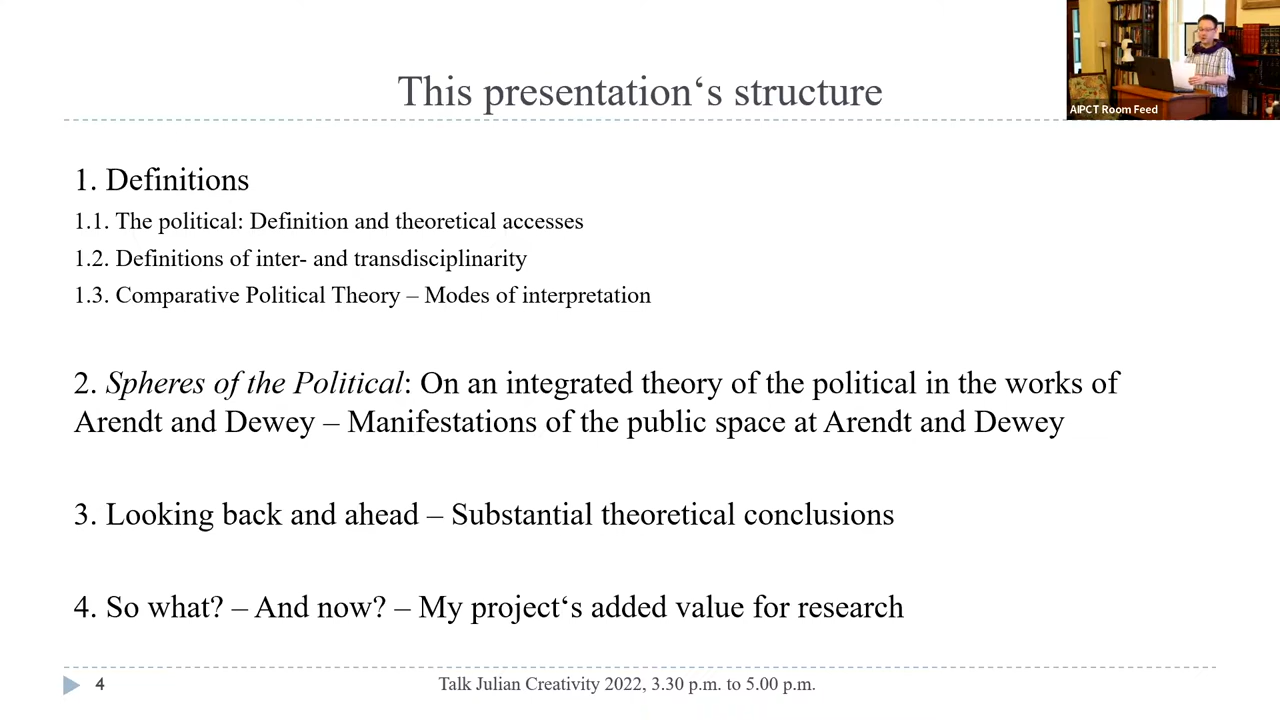 This presentation‘s structure
AIPCT Room Feed
1. Definitions
1.1. The political: Definition and theoretical accesses
1.2. Definitions of inter- and transdisciplinarity
1.3. Comparative Political Theory – Modes of interpretation
2. Spheres of the Political: On an integrated theory of the political in the works of
Arendt and Dewey – Manifestations of the public space at Arendt and Dewey
3. Looking back and ahead – Substantial theoretical conclusions
4. So what? – And now? – My project‘s added value for research
4
Talk Julian Creativity 2022, 3.30 p.m. to 5.00 p.m.